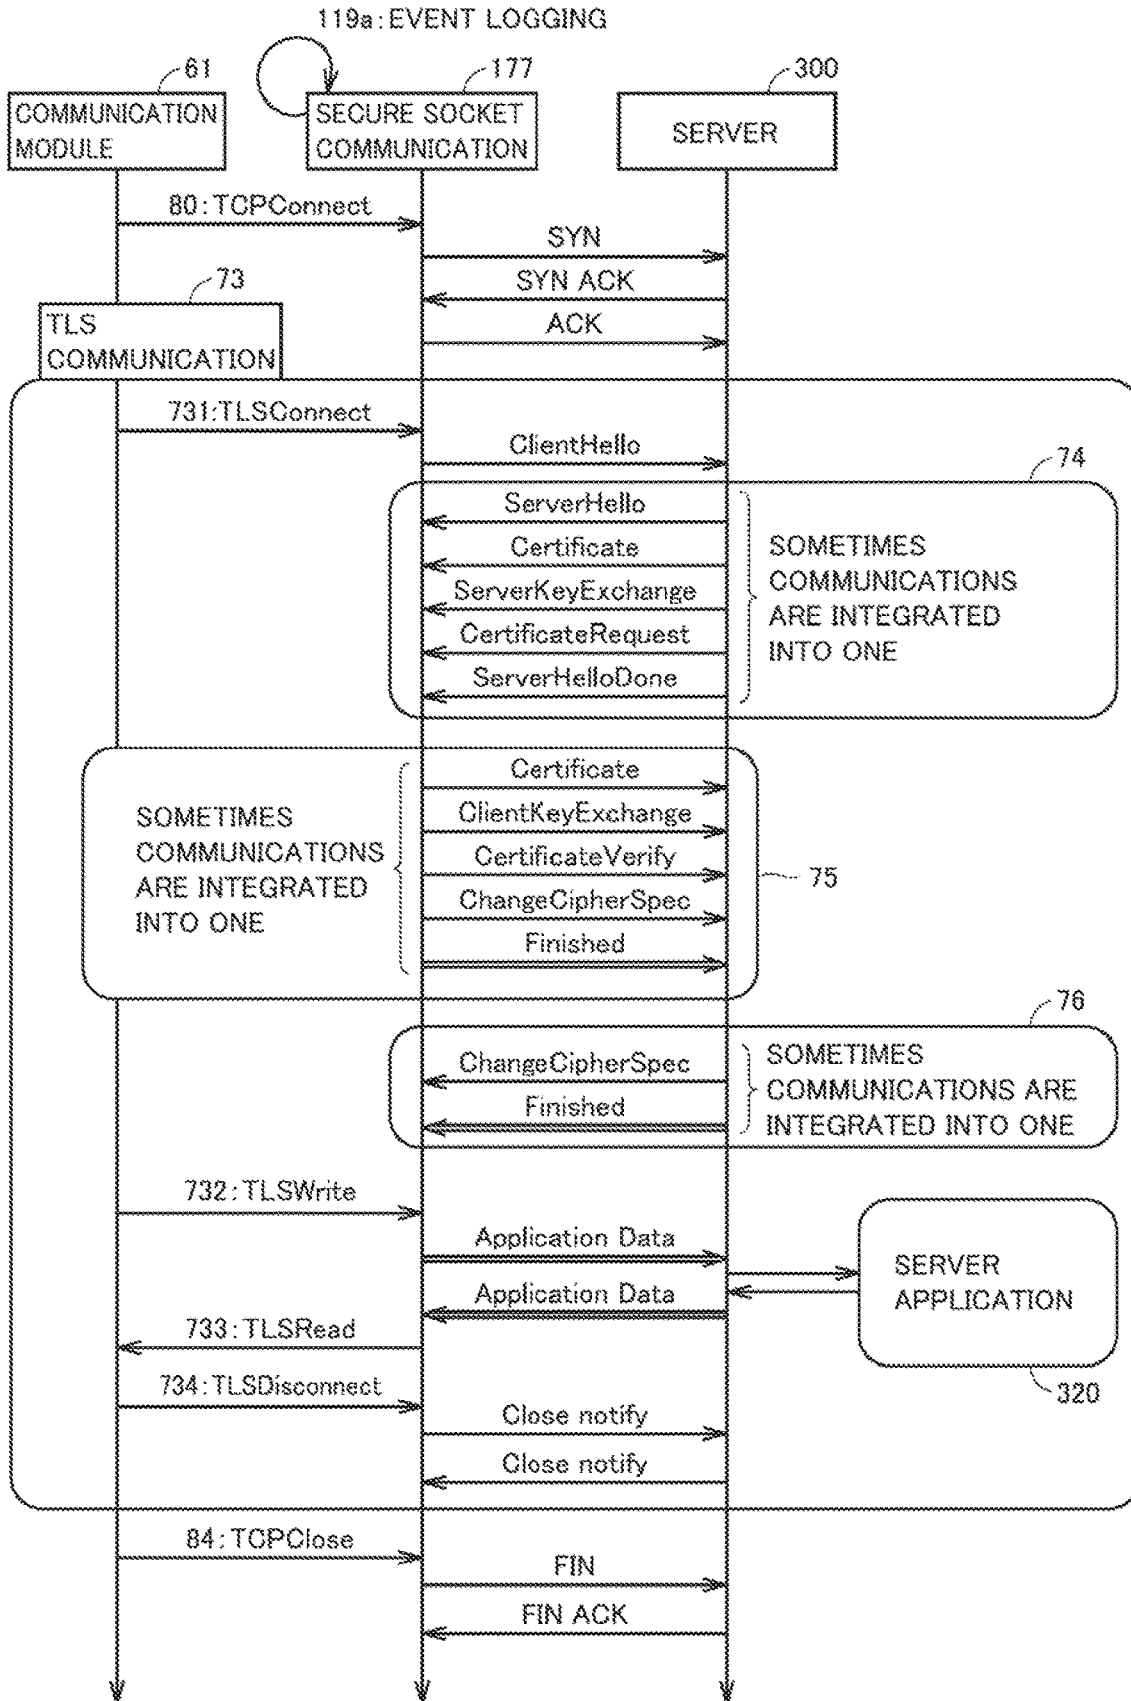 119a:EVENT LOGGING
61
177
300
COMMUNICATION
MODULE
SECURE SOCKET
COMMUNICATION
SERVER
80:TCPConnect
SYN
SYN ACK
73
TLS
COMMUNICATION
ACK
731:TLSConnect
ClientHello
74
ServerHello
Certificate
ServerKeyExchange
CertificateRequest
ServerHelloDone
SOMETIMES
COMMUNICATIONS
ARE INTEGRATED
INTO ONE
SOMETIMES
COMMUNICATIONS
ARE INTEGRATED
INTO ONE
Certificate
ClientKeyExchange
CertificateVerify
ChangeCipherSpec
Finished
75
76
ChangeCipherSpec
Finished
SOMETIMES
COMMUNICATIONS ARE
INTEGRATED INTO ONE
732:TLSWrite
Application Data
Application Data
SERVER
APPLICATION
320
733:TLSRead
734:TLSDisconnect
Close notify
Close notify
84:TCPClose
FIN
FIN ACK